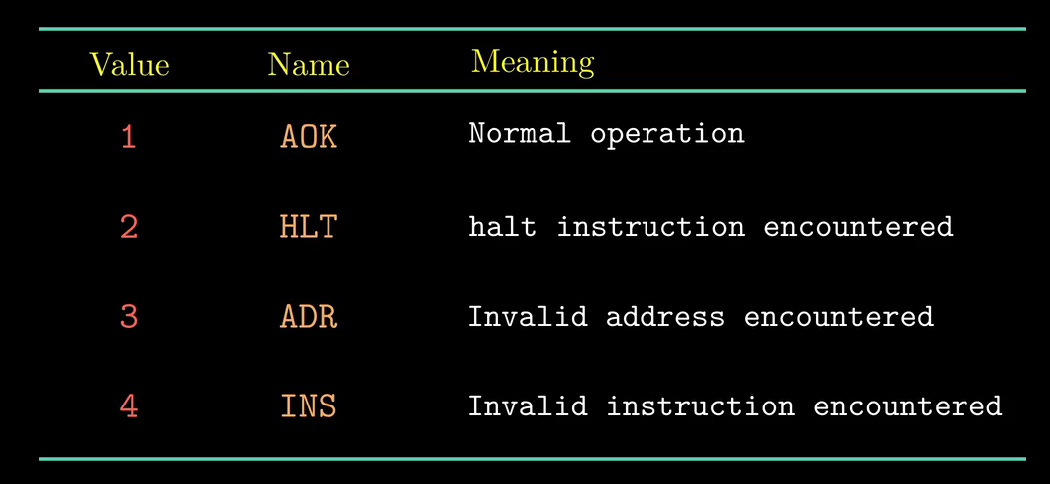 Value Name Meaning
1 AOK Normal operation
2 HLT halt instruction encountered
3 ADR Invalid address encountered
4 INS Invalid instruction encountered